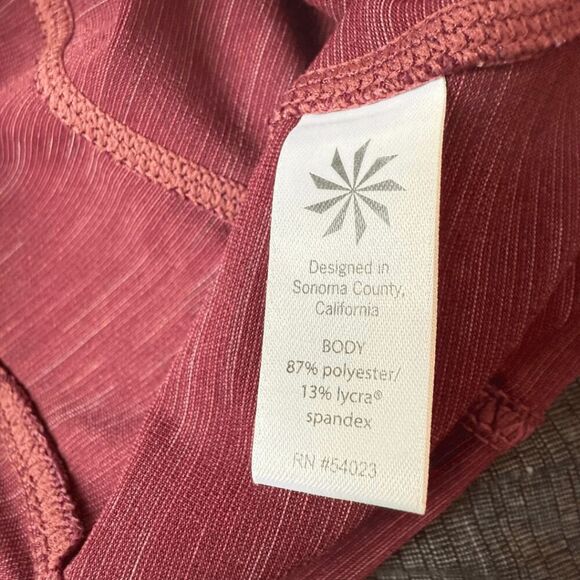 Designed in
Sonoma County,
California
BODY
87% polyester/
13% lycra®
spandex
RN #54023